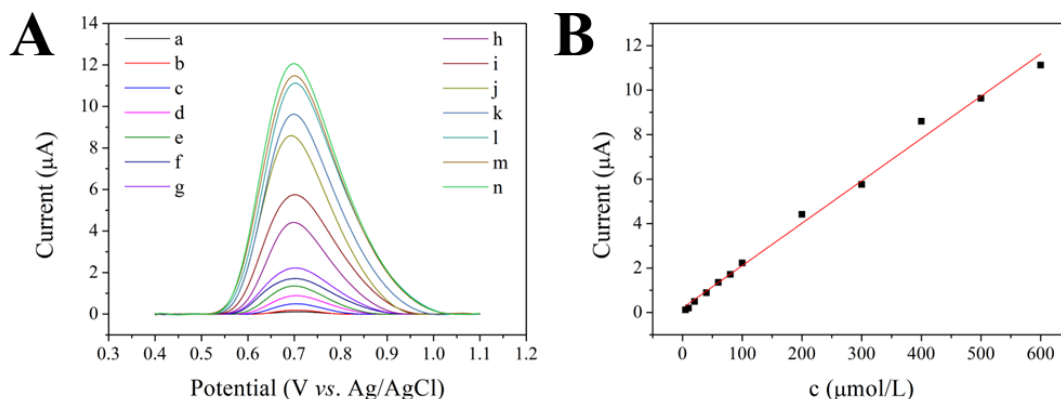 A
14
12
10
8
6
4
2
0
Current (μA)
a
b
c
d
e
f
g
h
i
j
k
l
m
n
0.3 0.4 0.5 0.6 0.7 0.8 0.9 1.0 1.1 1.2
Potential (V vs. Ag/AgCl)
B
12
10
8
6
4
2
0
Current (μA)
0 100 200 300 400 500 600
c (μmol/L)